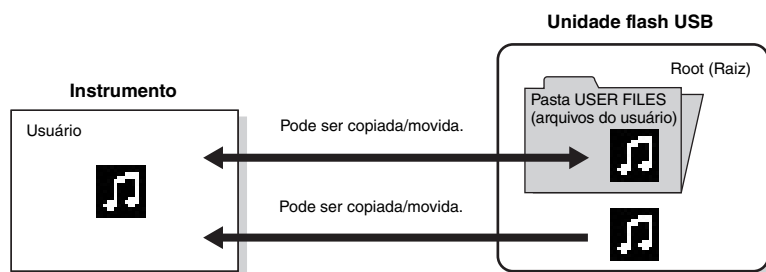 Unidade flash USB
Root (Raiz)
Instrumento
Pasta USER FILES
(arquivos do usuário)
Usuário
Pode ser copiada/movida.
Pode ser copiada/movida.